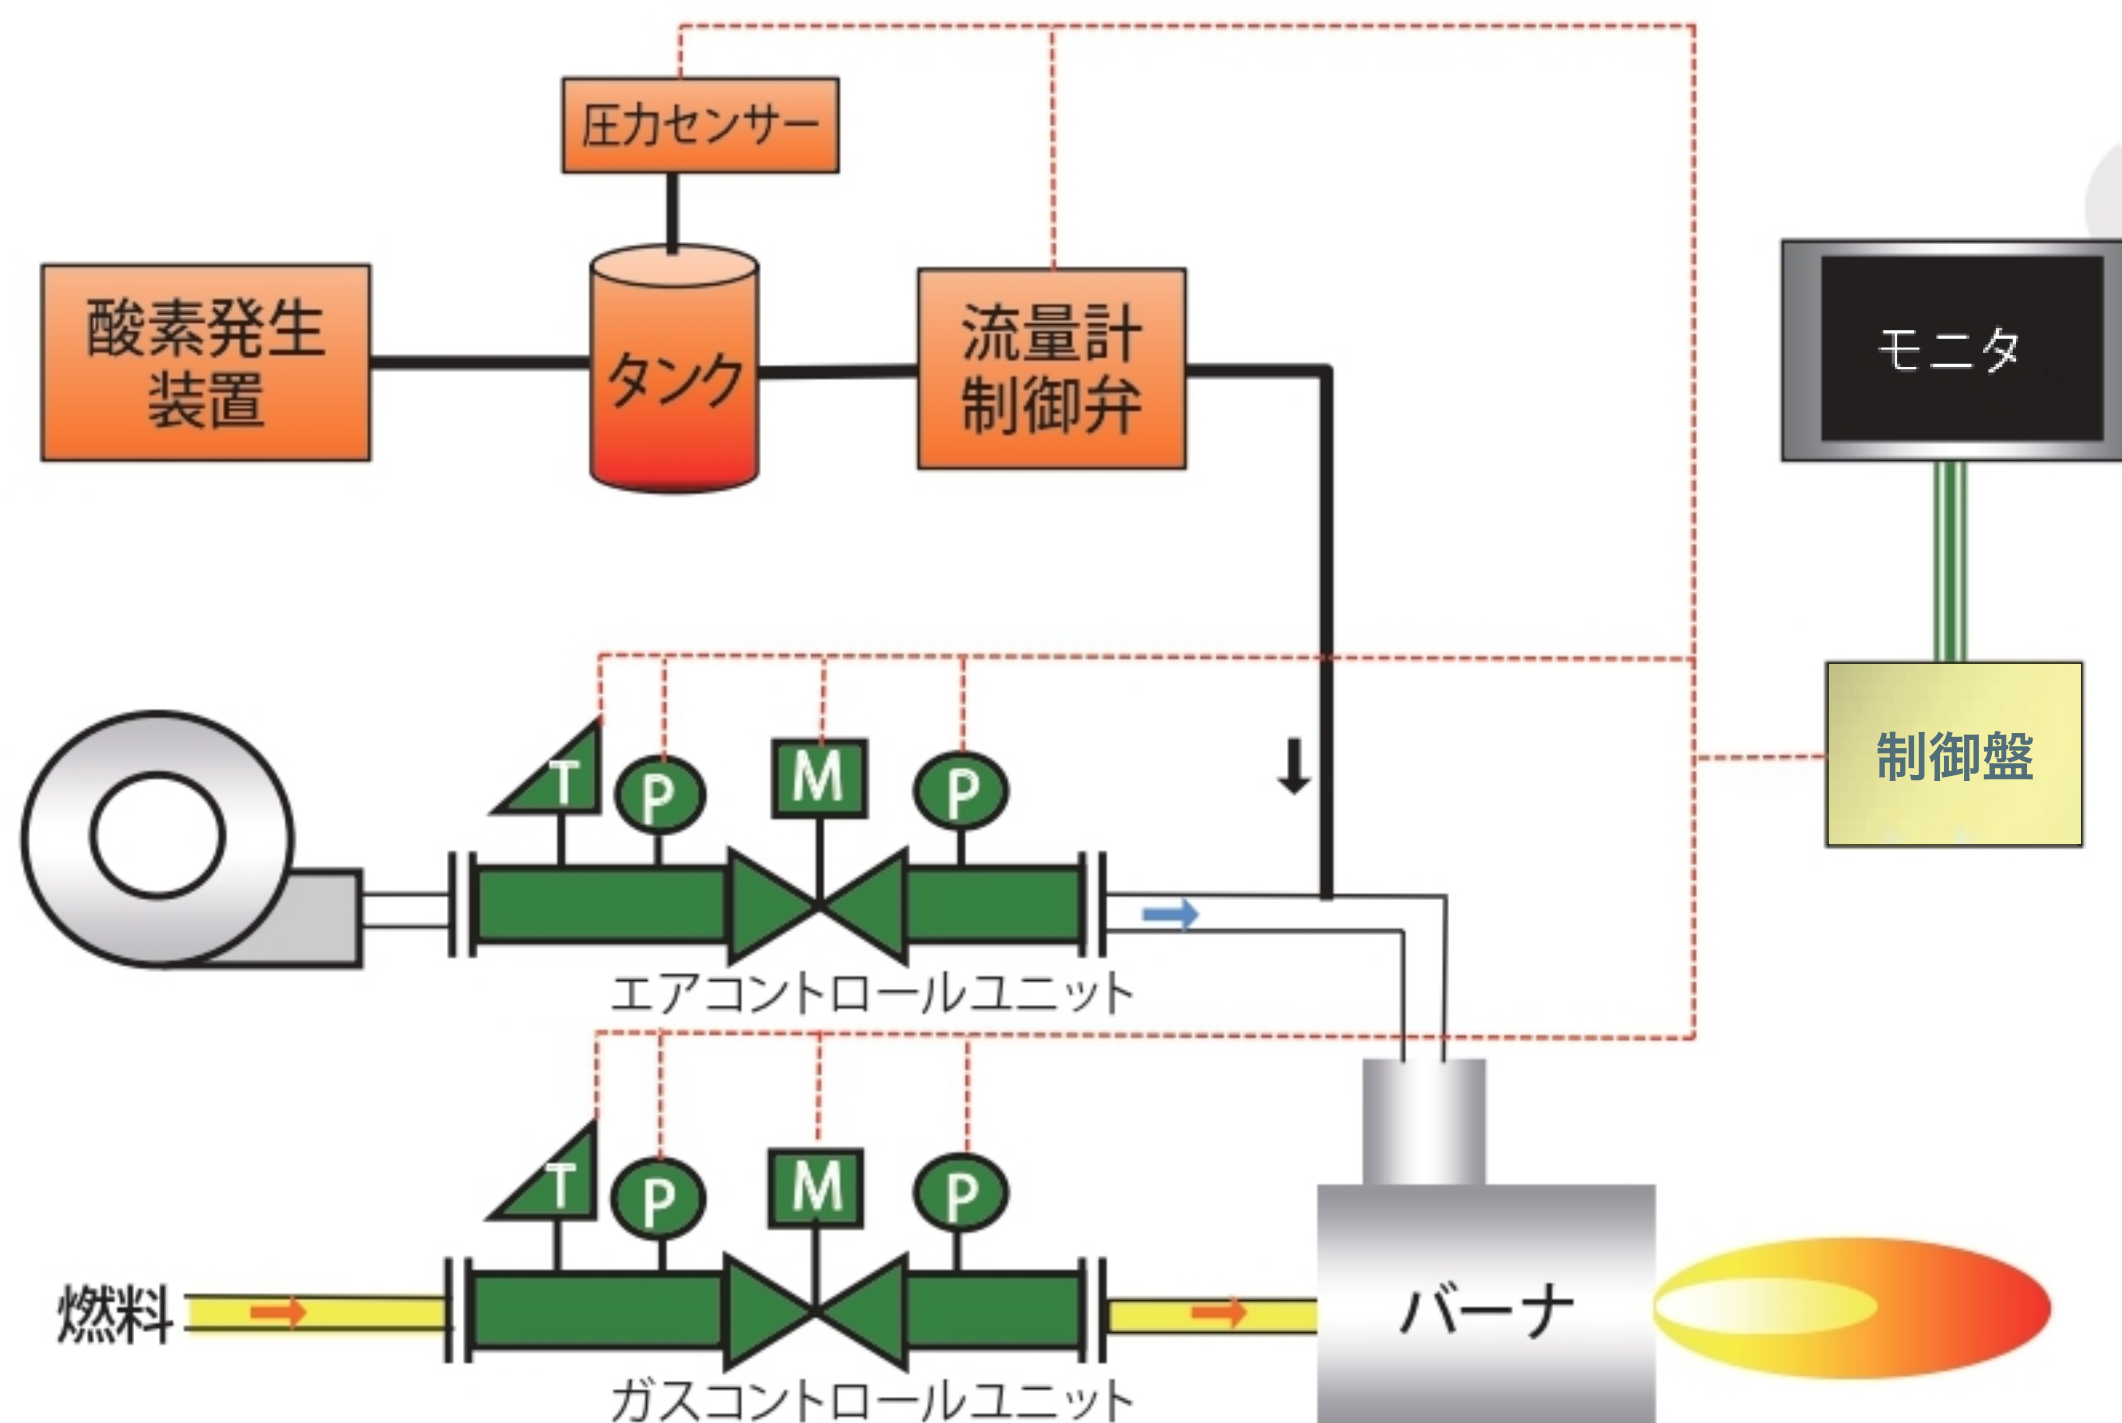 圧力センサー
酸素発生
装置
タンク
流量計
制御弁
モニタ
制御盤
T
P
M
P
エアコントロールユニット
T
P
M
P
燃料
バーナ
ガスコントロールユニット